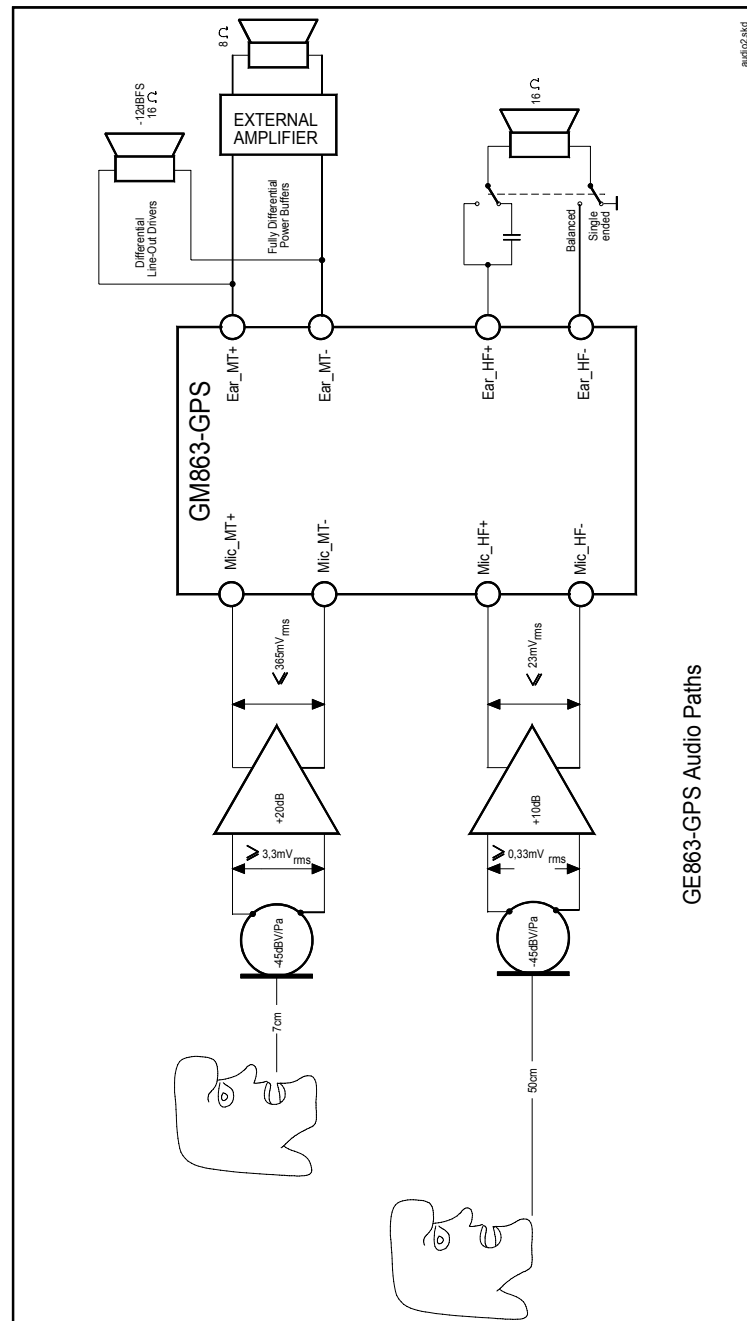 audio2.skd
8 Ω
-12dBFS
16 Ω
EXTERNAL
AMPLIFIER
16 Ω
Differential
Line-Out Drivers
Fully Differential
Power Buffers
Balanced
Single
ended
Ear_MT+
Ear_MT-
Ear_HF+
Ear_HF-
GM863-GPS
Mic_MT+
Mic_MT-
Mic_HF+
Mic_HF-
⩽ 365mVrms
⩽ 23mVrms
+20dB
+10dB
⩾ 3,3mVrms
⩾ 0,33mVrms
-45dBV/Pa
-45dBV/Pa
7cm
50cm
GE863-GPS Audio Paths